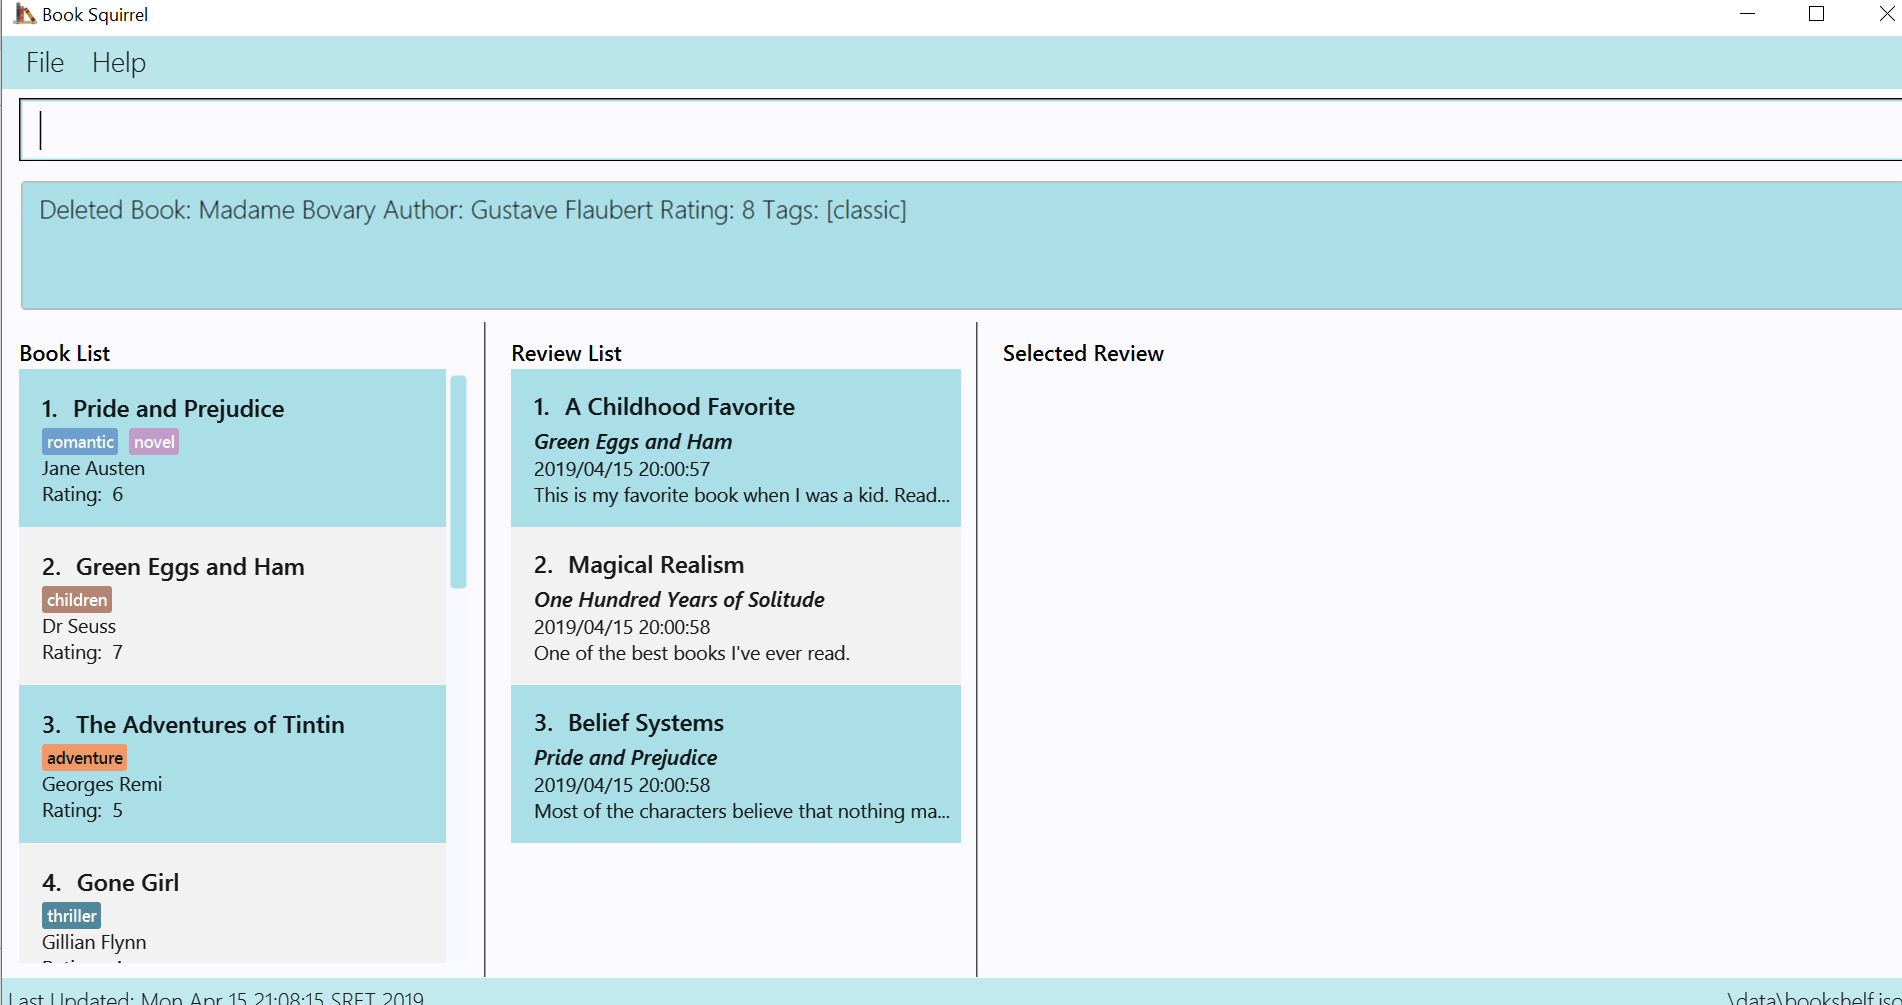 Book Squirrel
File Help
Deleted Book: Madame Bovary Author: Gustave Flaubert Rating: 8 Tags: [classic]
Book List
1. Pride and Prejudice
romantic novel
Jane Austen
Rating: 6
2. Green Eggs and Ham
children
Dr Seuss
Rating: 7
3. The Adventures of Tintin
adventure
Georges Remi
Rating: 5
4. Gone Girl
thriller
Gillian Flynn
Review List
1. A Childhood Favorite
Green Eggs and Ham
2019/04/15 20:00:57
This is my favorite book when I was a kid. Read...
2. Magical Realism
One Hundred Years of Solitude
2019/04/15 20:00:58
One of the best books I've ever read.
3. Belief Systems
Pride and Prejudice
2019/04/15 20:00:58
Most of the characters believe that nothing ma...
Selected Review
Last Updated: Mon Apr 15 21:08:15 SRET 2019
\data\bookshelf.jso